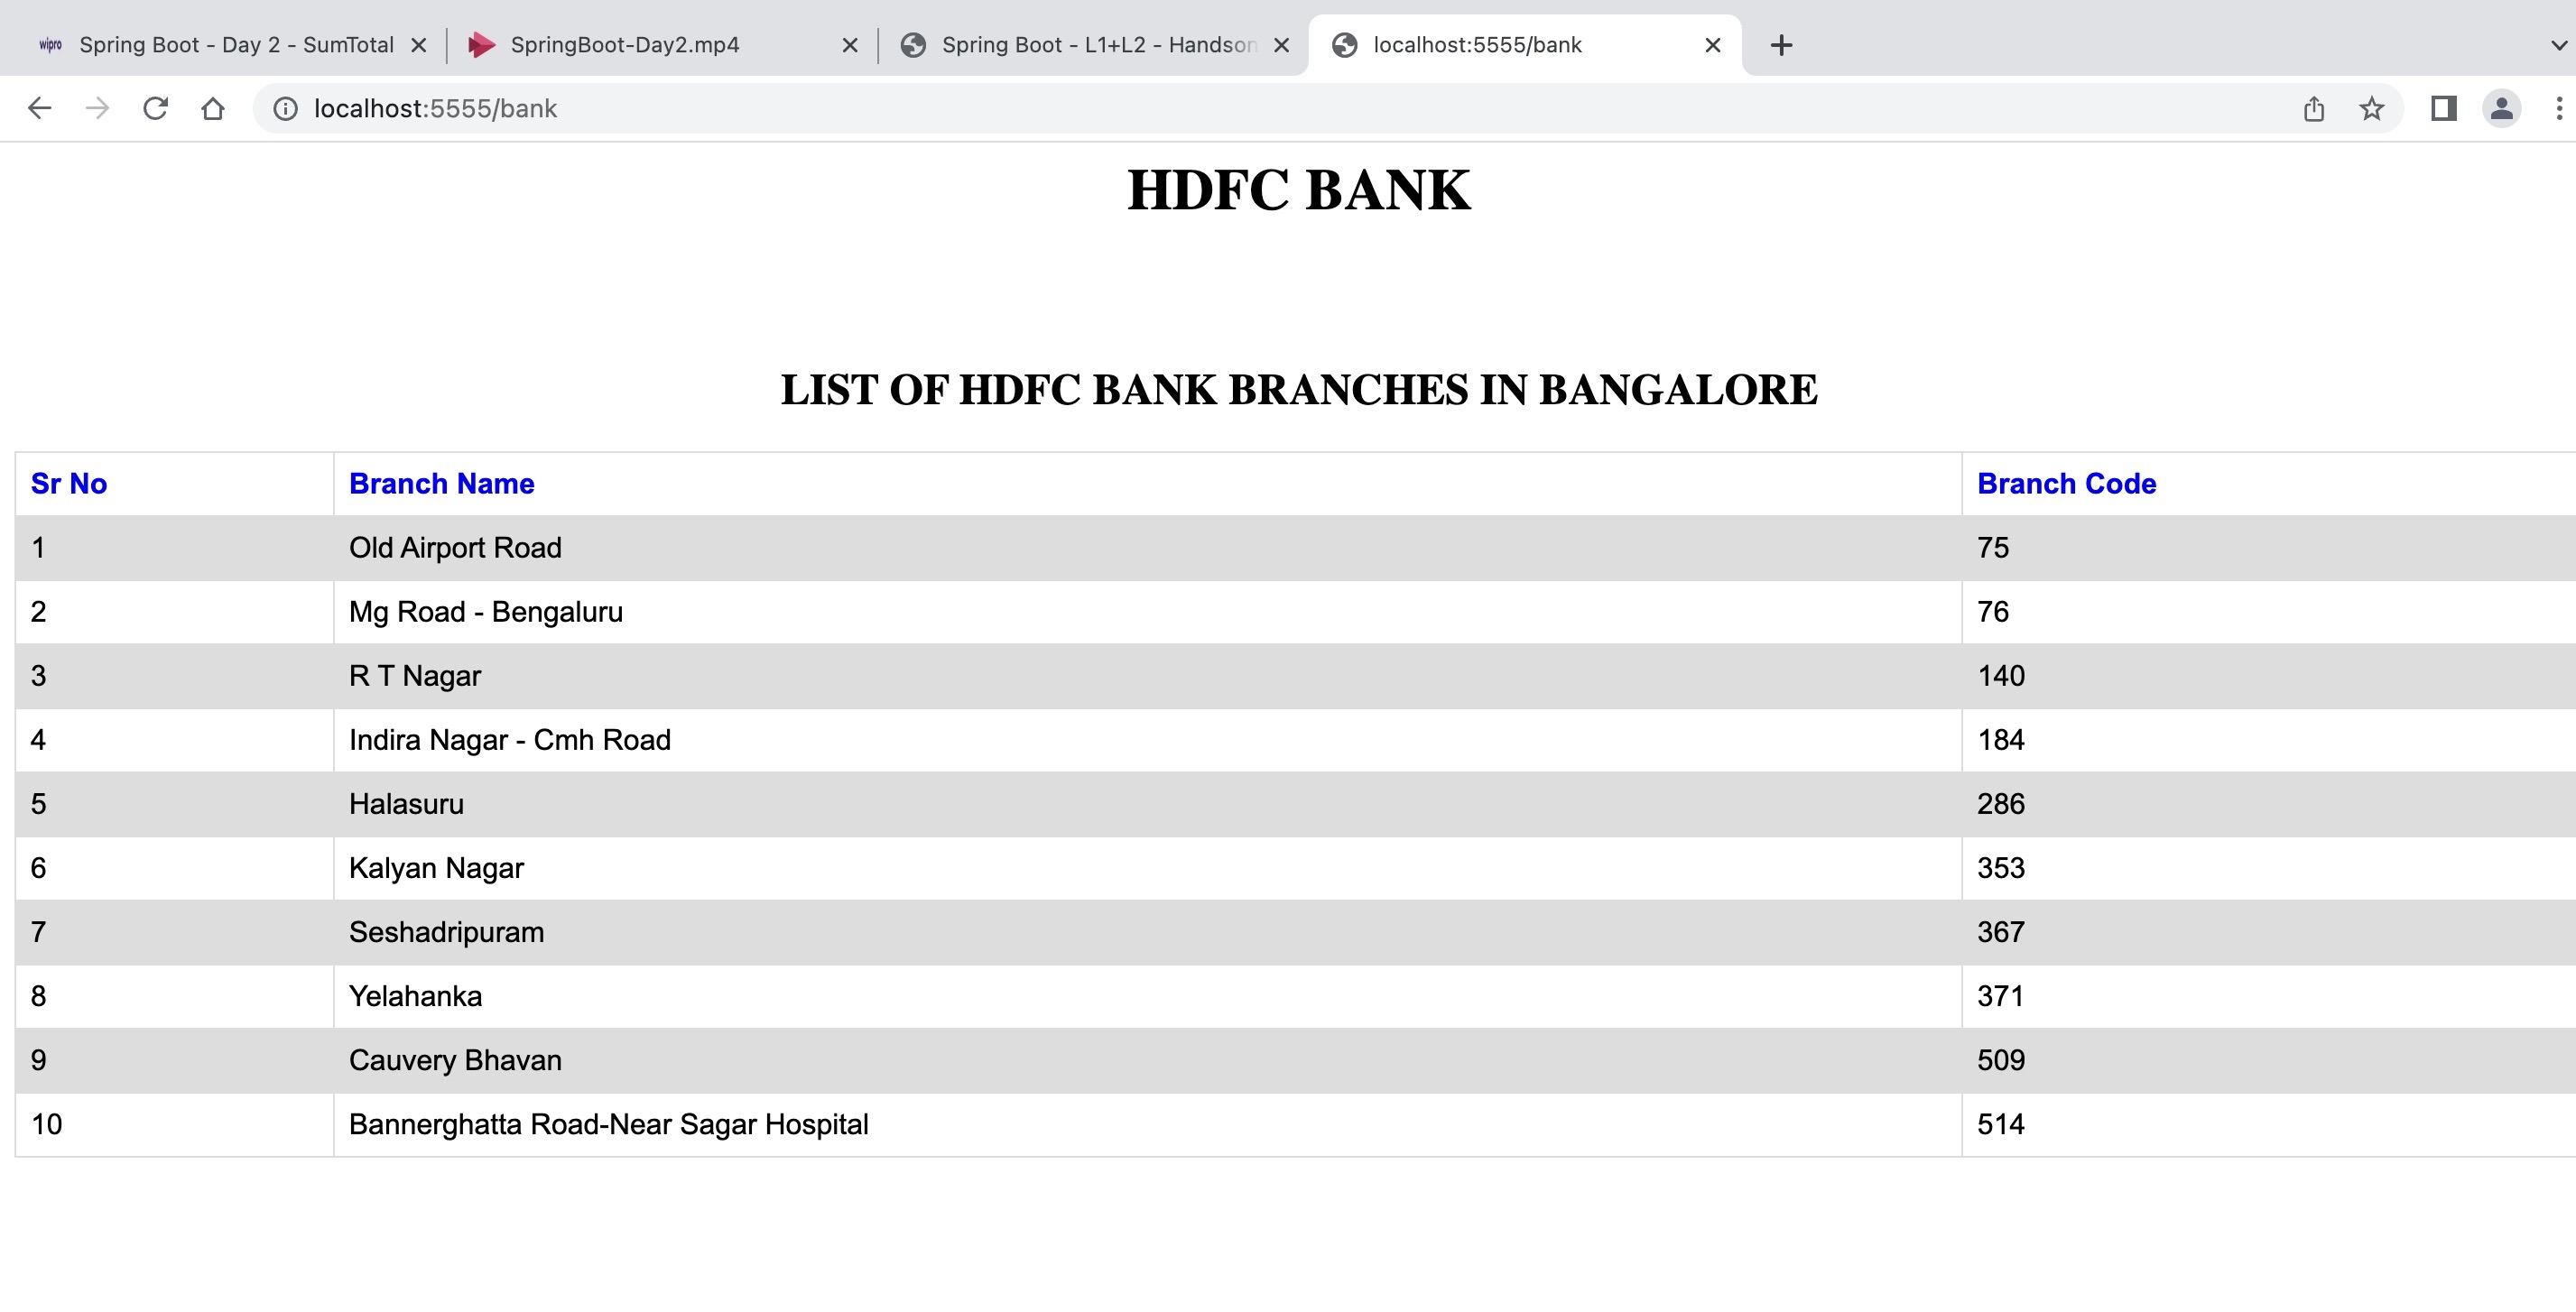 wipro Spring Boot - Day 2 - SumTotal SpringBoot-Day2.mp4 Spring Boot - L1+L2 - Handson localhost:5555/bank
localhost:5555/bank
HDFC BANK
LIST OF HDFC BANK BRANCHES IN BANGALORE
Sr No Branch Name Branch Code
1 Old Airport Road 75
2 Mg Road - Bengaluru 76
3 R T Nagar 140
4 Indira Nagar - Cmh Road 184
5 Halasuru 286
6 Kalyan Nagar 353
7 Seshadripuram 367
8 Yelahanka 371
9 Cauvery Bhavan 509
10 Bannerghatta Road-Near Sagar Hospital 514